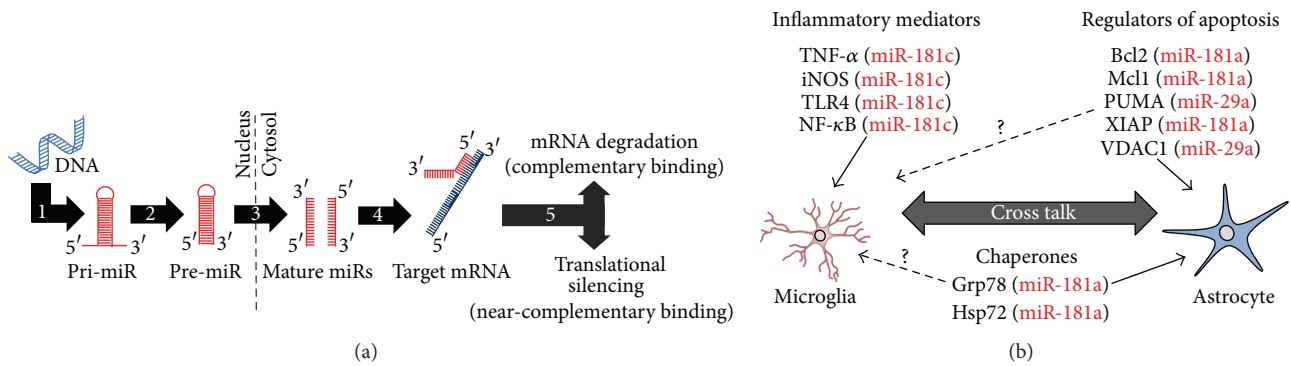 DNA
Nucleus
Cytosol
1
2
3
4
5
5′
3′
5′
3′
3′
5′
5′
3′
3′
5′
3′
5′
Pri-miR
Pre-miR
Mature miRs
Target mRNA
mRNA degradation
(complementary binding)
Translational
silencing
(near-complementary binding)
(a)
Inflammatory mediators
TNF-α (miR-181c)
iNOS (miR-181c)
TLR4 (miR-181c)
NF-κB (miR-181c)
Regulators of apoptosis
Bcl2 (miR-181a)
Mcl1 (miR-181a)
PUMA (miR-29a)
XIAP (miR-181a)
VDAC1 (miR-29a)
?
Cross talk
?
Chaperones
Grp78 (miR-181a)
Hsp72 (miR-181a)
Microglia
Astrocyte
(b)